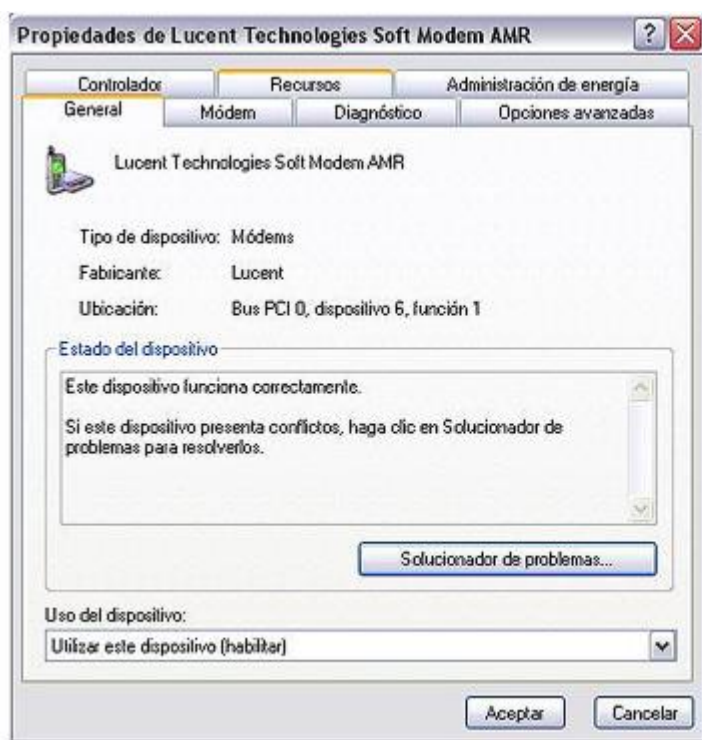 Propiedades de Lucent Technologies Soft Modem AMR
Controlador Recursos Administración de energía
General Módem Diagnóstico Opciones avanzadas
Lucent Technologies Soft Modem AMR
Tipo de dispositivo: Módems
Fabricante: Lucent
Ubicación: Bus PCI 0, dispositivo 6, función 1
Estado del dispositivo
Este dispositivo funciona correctamente.
Si este dispositivo presenta conflictos, haga clic en Solucionador de
problemas para resolverlos.
Solucionador de problemas...
Uso del dispositivo:
Utilizar este dispositivo (habilitar)
Aceptar Cancelar